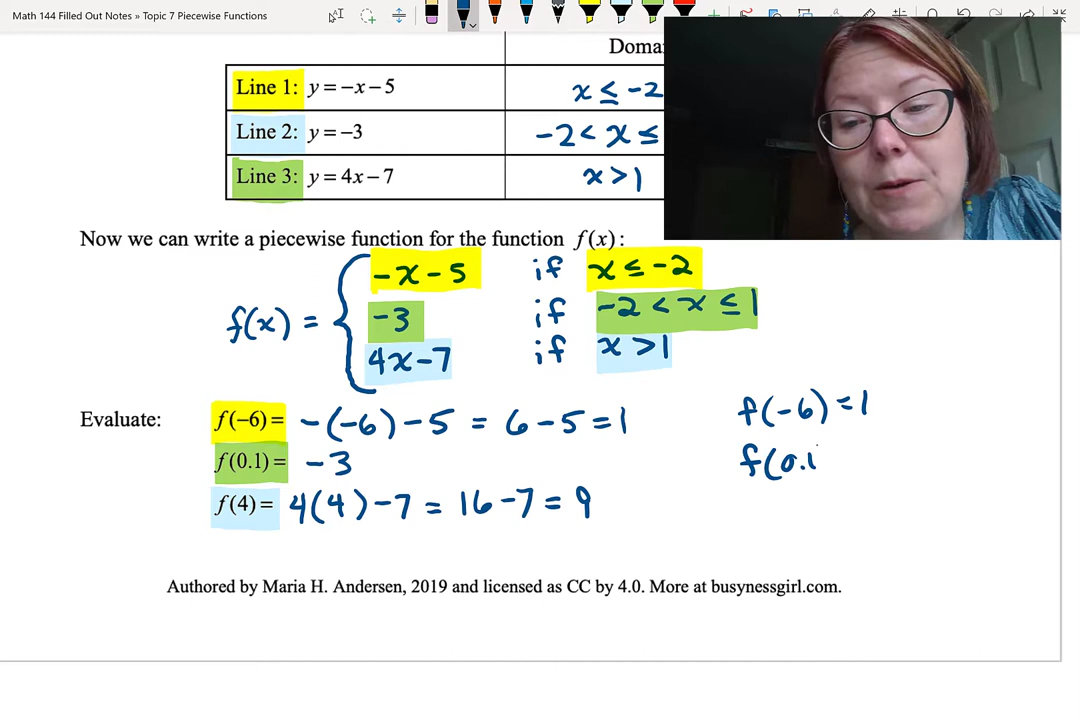 Math 144 Filled Out Notes » Topic 7 Piecewise Functions
Doma
Line 1: y = −x − 5 x ≤ -2
Line 2: y = −3 -2 < x ≤
Line 3: y = 4x − 7 x > 1
Now we can write a piecewise function for the function f(x):
-x - 5 if x ≤ -2
f(x) = { -3 if -2 < x ≤ 1
4x - 7 if x > 1
Evaluate: f(−6) = -(-6) - 5 = 6 - 5 = 1 f(-6) = 1
f(0.1) = -3 f(0.1
f(4) = 4(4) - 7 = 16 - 7 = 9
Authored by Maria H. Andersen, 2019 and licensed as CC by 4.0. More at busynessgirl.com.